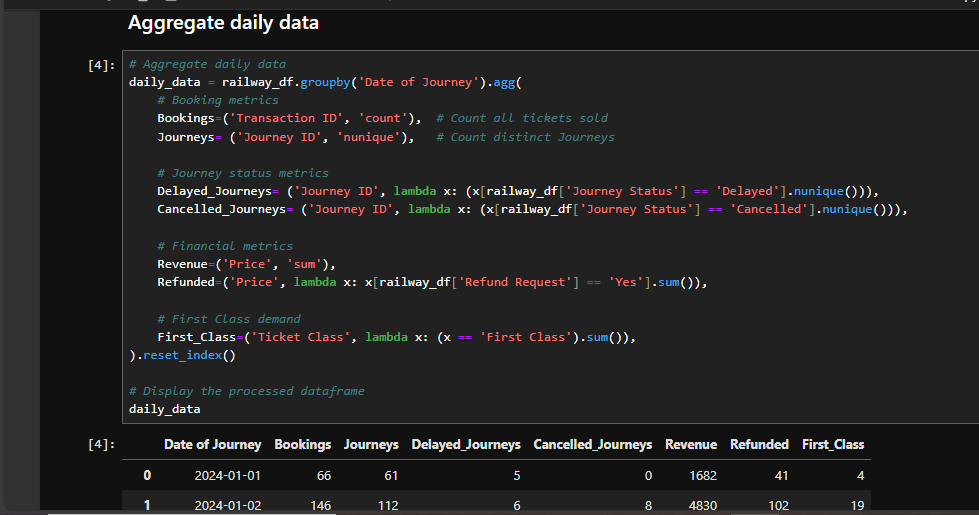 Aggregate daily data
[4]: # Aggregate daily data
daily_data = railway_df.groupby('Date of Journey').agg(
# Booking metrics
Bookings=('Transaction ID', 'count'), # Count all tickets sold
Journeys= ('Journey ID', 'nunique'), # Count distinct Journeys
# Journey status metrics
Delayed_Journeys= ('Journey ID', lambda x: (x[railway_df['Journey Status'] == 'Delayed'].nunique())),
Cancelled_Journeys= ('Journey ID', lambda x: (x[railway_df['Journey Status'] == 'Cancelled'].nunique())),
# Financial metrics
Revenue=('Price', 'sum'),
Refunded=('Price', lambda x: x[railway_df['Refund Request'] == 'Yes'].sum()),
# First Class demand
First_Class=('Ticket Class', lambda x: (x == 'First Class').sum()),
).reset_index()
# Display the processed dataframe
daily_data
[4]: Date of Journey Bookings Journeys Delayed_Journeys Cancelled_Journeys Revenue Refunded First_Class
0 2024-01-01 66 61 5 0 1682 41 4
1 2024-01-02 146 112 6 8 4830 102 19